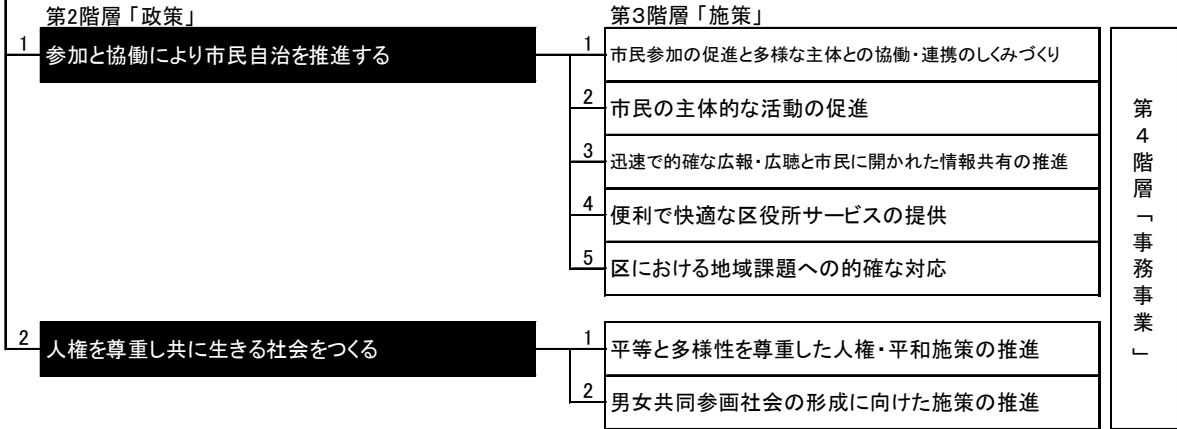 第2階層「政策」
第3階層「施策」
1
参加と協働により市民自治を推進する
1
市民参加の促進と多様な主体との協働・連携のしくみづくり
2
市民の主体的な活動の促進
3
迅速で的確な広報・広聴と市民に開かれた情報共有の推進
4
便利で快適な区役所サービスの提供
5
区における地域課題への的確な対応
2
人権を尊重し共に生きる社会をつくる
1
平等と多様性を尊重した人権・平和施策の推進
2
男女共同参画社会の形成に向けた施策の推進
第4階層「事務事業」